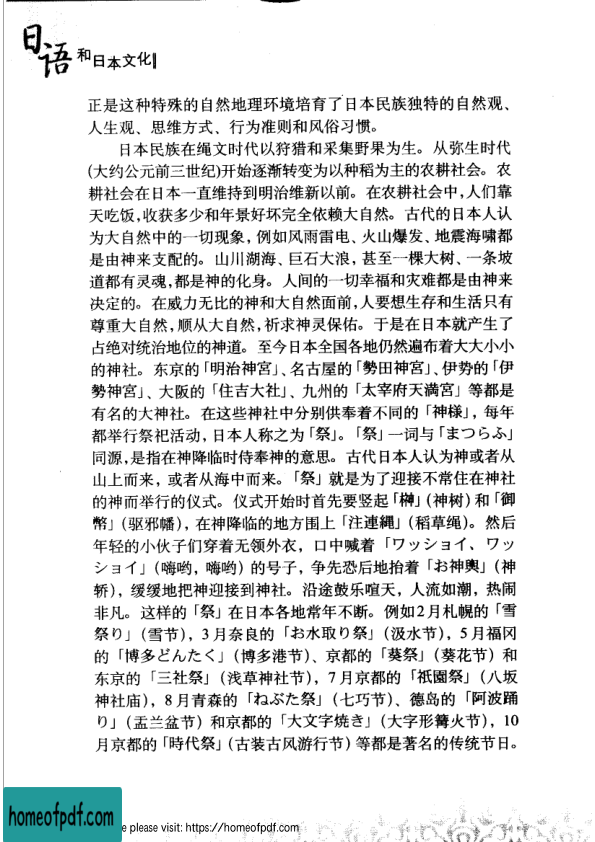 日语和日本文化
正是这种特殊的自然地理环境培育了日本民族独特的自然观、
人生观、思维方式、行为准则和风俗习惯。
日本民族在绳文时代以狩猎和采集野果为生。从弥生时代
(大约公元前三世纪)开始逐渐转变为以种稻为主的农耕社会。农
耕社会在日本一直维持到明治维新以前。在农耕社会中,人们靠
天吃饭,收获多少和年景好坏完全依赖大自然。古代的日本人认
为大自然中的一切现象，例如风雨雷电、火山爆发、地震海啸都
是由神来支配的。山川湖海、巨石大浪，甚至一棵大树、一条坡
道都有灵魂,都是神的化身。人间的一切幸福和灾难都是由神来
决定的。在威力无比的神和大自然面前,人要想生存和生活只有
尊重大自然,顺从大自然,祈求神灵保佑。于是在日本就产生了
占绝对统治地位的神道。至今日本全国各地仍然遍布着大大小小
的神社。东京的「明治神宮」、名古屋的「勢田神宮」、伊势的「伊
勢神宮」、大阪的「住吉大社」、九州的「太宰府天満宮」等都是
有名的大神社。在这些神社中分别供奉着不同的「神様」，每年
都举行祭祀活动，日本人称之为「祭」。「祭」一词与「まつらふ」
同源,是指在神降临时侍奉神的意思。古代日本人认为神或者从
山上而来，或者从海中而来。「祭」就是为了迎接不常住在神社
的神而举行的仪式。仪式开始时首先要竖起「榊」(神树)和「御
幣」(驱邪幡)，在神降临的地方围上「注連縄」(稻草绳)。然后
年轻的小伙子们穿着无领外衣，口中喊着「ワッショイ、ワッ
ショイ」(嗨哟，嗨哟)的号子，争先恐后地抬着「お神輿」(神
轿)，缓缓地把神迎接到神社。沿途鼓乐喧天，人流如潮，热闹
非凡。这样的「祭」在日本各地常年不断。例如2月札幌的「雪
祭り」(雪节)，3月奈良的「お水取り祭」(汲水节)，5月福冈
的「博多どんたく」(博多港节)、京都的「葵祭」(葵花节)和
东京的「三社祭」(浅草神社节)，7月京都的「祇園祭」(八坂
神社庙)，8月青森的「ねぶた祭」(七巧节)、德岛的「阿波踊
り」(盂兰盆节)和京都的「大文字焼き」(大字形篝火节)，10
月京都的「時代祭」(古装古风游行节)等都是著名的传统节日。
homeofpdf.com
e please visit: https://homeofpdf.com